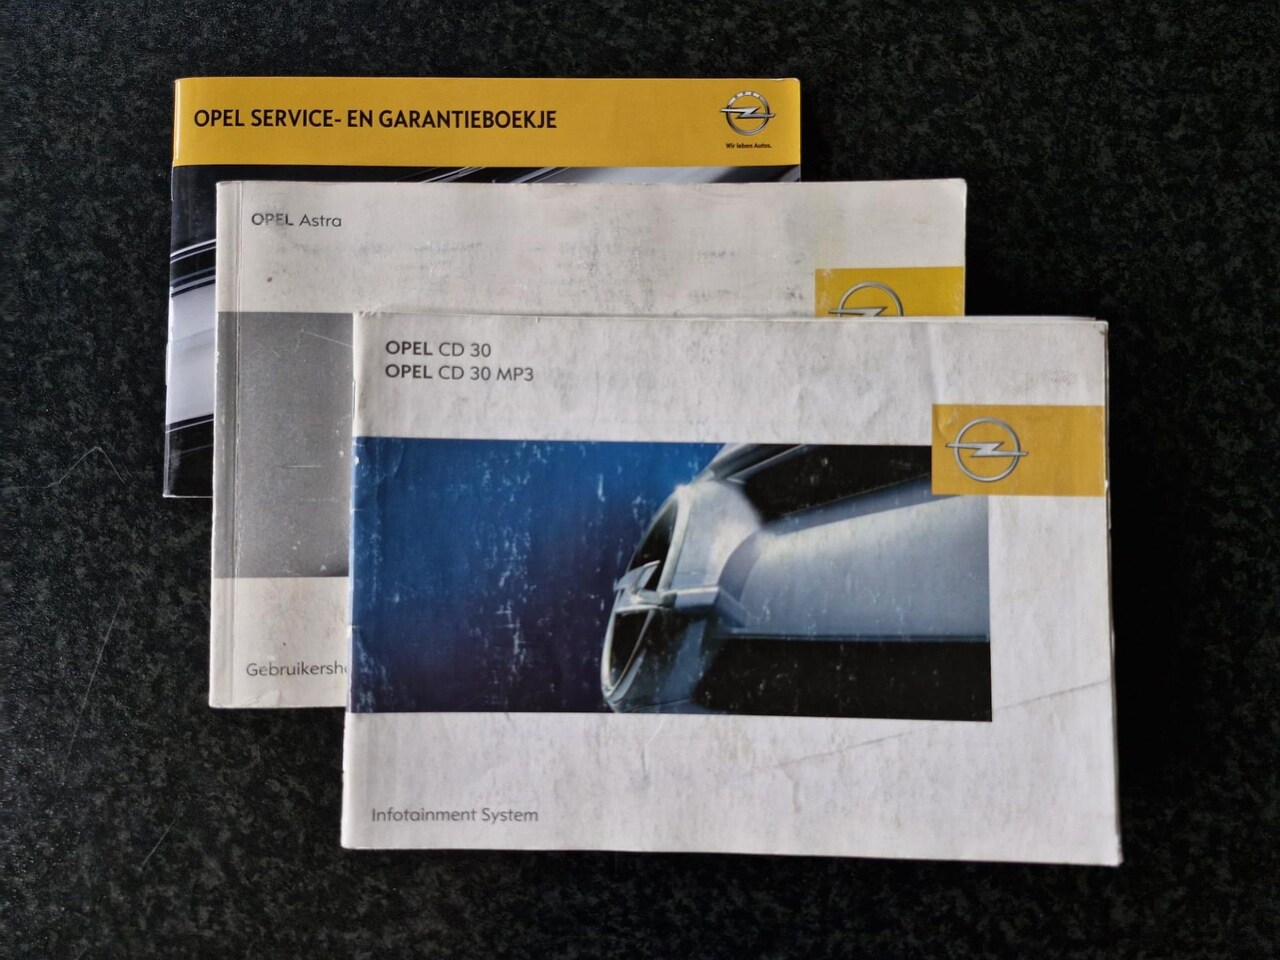 OPEL SERVICE- EN GARANTIEBOEKJE
Wir leben Autos.
OPEL Astra
OPEL CD 30
OPEL CD 30 MP3
Infotainment System